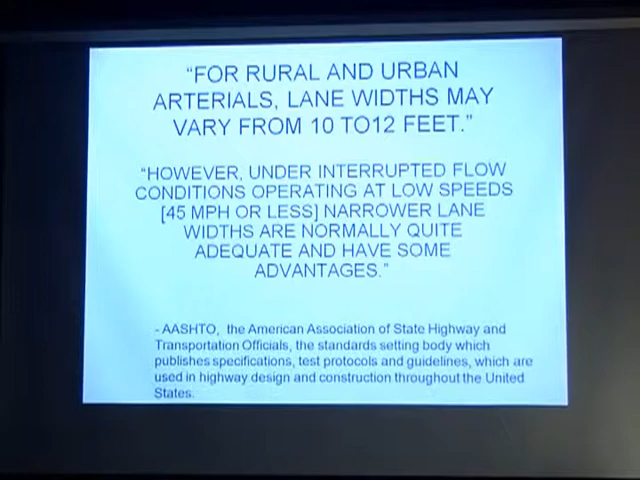 “FOR RURAL AND URBAN
ARTERIALS, LANE WIDTHS MAY
VARY FROM 10 TO12 FEET.”
“HOWEVER, UNDER INTERRUPTED FLOW
CONDITIONS OPERATING AT LOW SPEEDS
[45 MPH OR LESS] NARROWER LANE
WIDTHS ARE NORMALLY QUITE
ADEQUATE AND HAVE SOME
ADVANTAGES.”
- AASHTO, the American Association of State Highway and
Transportation Officials, the standards setting body which
publishes specifications, test protocols and guidelines, which are
used in highway design and construction throughout the United
States.